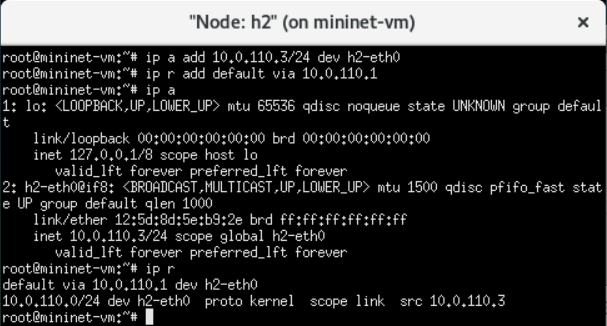 "Node: h2" (on mininet-vm)
×
root@mininet-vm:~# ip a add 10.0.110.3/24 dev h2-eth0
root@mininet-vm:~# ip r add default via 10.0.110.1
root@mininet-vm:~# ip a
1: lo: <LOOPBACK,UP,LOWER_UP> mtu 65536 qdisc noqueue state UNKNOWN group defaul
t
link/loopback 00:00:00:00:00:00 brd 00:00:00:00:00:00
inet 127.0.0.1/8 scope host lo
valid_lft forever preferred_lft forever
2: h2-eth0@if8: <BROADCAST,MULTICAST,UP,LOWER_UP> mtu 1500 qdisc pfifo_fast stat
e UP group default qlen 1000
link/ether 12:5d:8d:5e:b9:2e brd ff:ff:ff:ff:ff:ff
inet 10.0.110.3/24 scope global h2-eth0
valid_lft forever preferred_lft forever
root@mininet-vm:~# ip r
default via 10.0.110.1 dev h2-eth0
10.0.110.0/24 dev h2-eth0  proto kernel  scope link  src 10.0.110.3
root@mininet-vm:~#